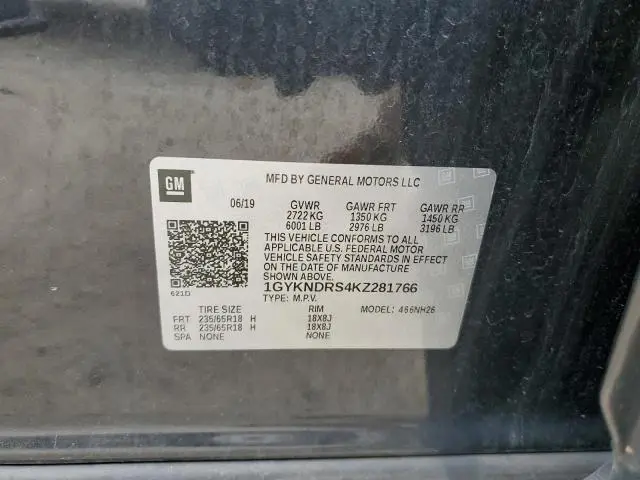 GM
MFD BY GENERAL MOTORS LLC
06/19 GVWR GAWR FRT GAWR RR
2722 KG 1350 KG 1450 KG
6001 LB 2976 LB 3196 LB
THIS VEHICLE CONFORMS TO ALL
APPLICABLE U.S. FEDERAL MOTOR
VEHICLE SAFETY STANDARDS IN EFFECT
ON THE DATE OF MANUFACTURE
SHOWN ABOVE.
621D 1GYKNDRS4KZ281766
TYPE: M.P.V. MODEL: 466NH26
TIRE SIZE RIM
FRT 235/65R18 H 18X8J
RR 235/65R18 H 18X8J
SPA NONE NONE